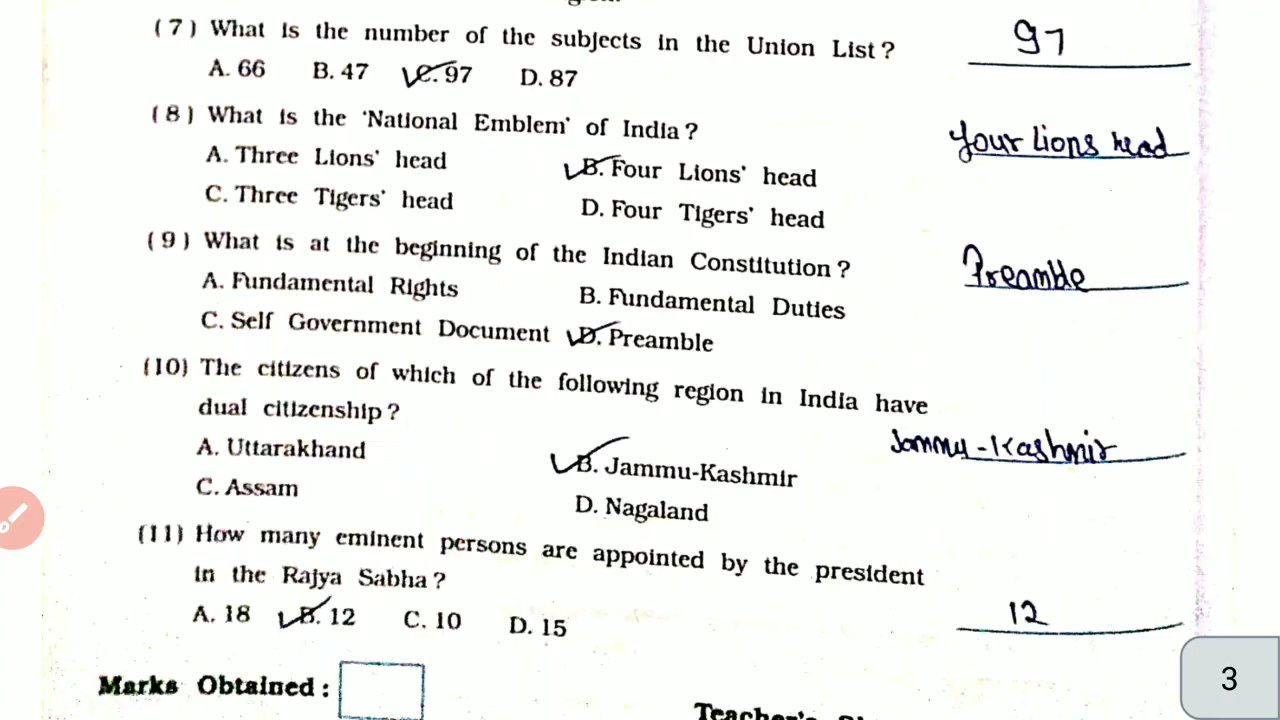 (7) What is the number of the subjects in the Union List? 97
A. 66 B. 47 C. 97 D. 87
(8) What is the 'National Emblem' of India? four Lions head
A. Three Lions' head B. Four Lions' head
C. Three Tigers' head D. Four Tigers' head
(9) What is at the beginning of the Indian Constitution? Preamble
A. Fundamental Rights B. Fundamental Duties
C. Self Government Document D. Preamble
(10) The citizens of which of the following region in India have
dual citizenship? Jammu-Kashmir
A. Uttarakhand B. Jammu-Kashmir
C. Assam D. Nagaland
(11) How many eminent persons are appointed by the president
in the Rajya Sabha? 12
A. 18 B. 12 C. 10 D. 15
Marks Obtained:
3